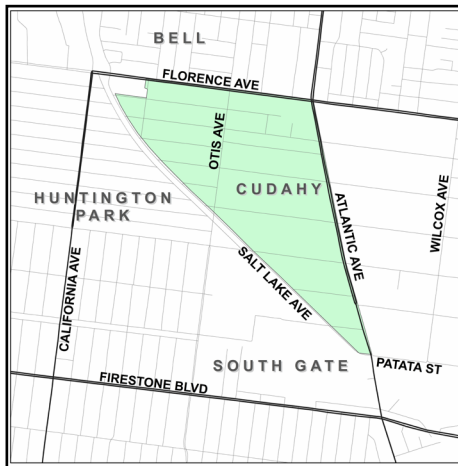 BELL
FLORENCE AVE
OTIS AVE
CUDAHY
HUNTINGTON
PARK
ATLANTIC AVE
WILCOX AVE
CALIFORNIA AVE
SALT LAKE AVE
SOUTH GATE
PATATA ST
FIRESTONE BLVD